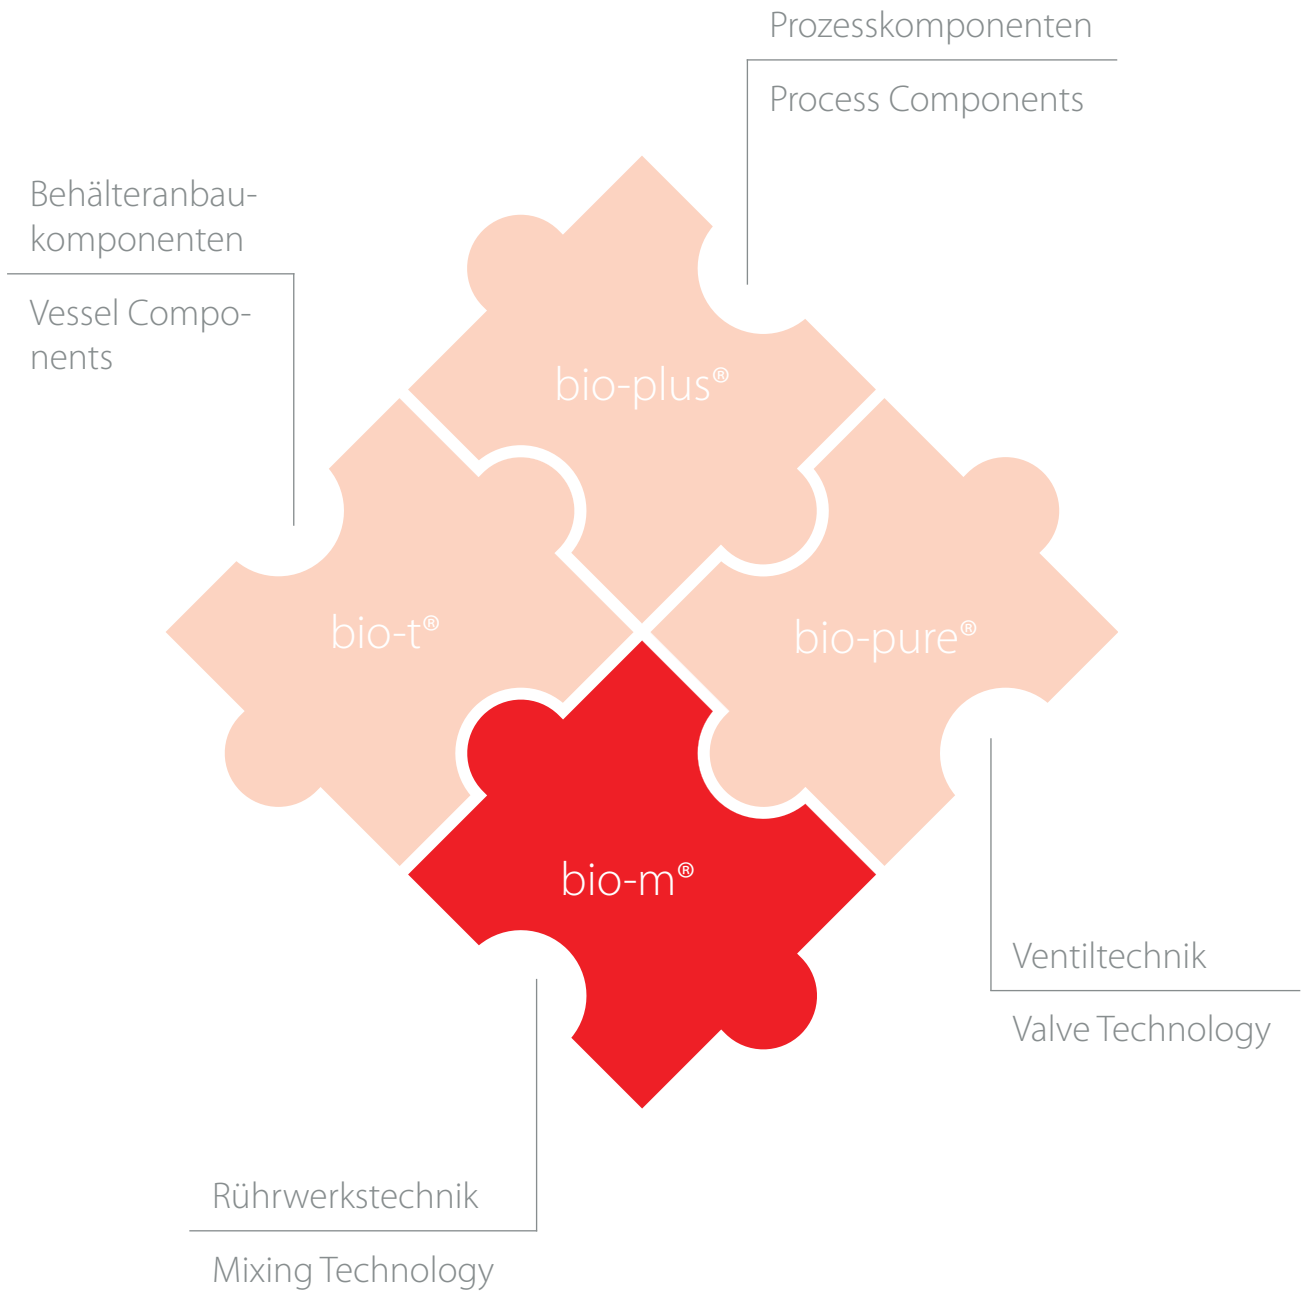 Prozesskomponenten
Process Components
Behälteranbau-
komponenten
Vessel Compo-
nents
bio-plus®
bio-t®
bio-pure®
bio-m®
Ventiltechnik
Valve Technology
Rührwerkstechnik
Mixing Technology